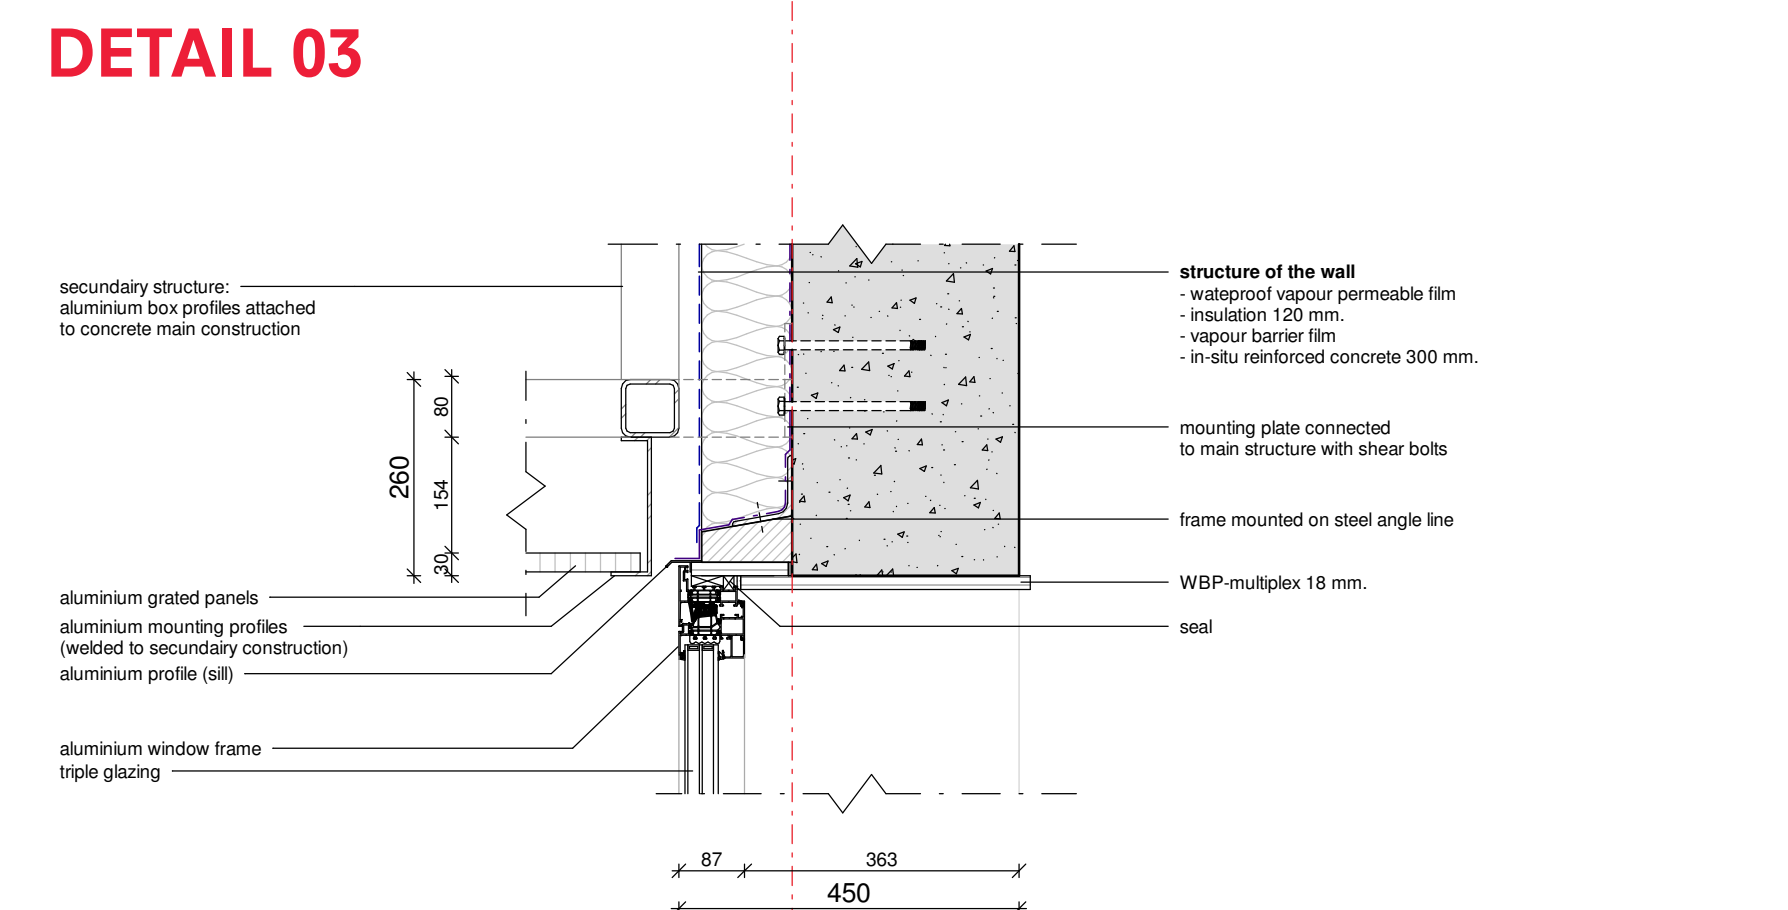 DETAIL 03
secundairy structure:
aluminium box profiles attached
to concrete main construction
structure of the wall
- wateproof vapour permeable film
- insulation 120 mm.
- vapour barrier film
- in-situ reinforced concrete 300 mm.
mounting plate connected
to main structure with shear bolts
260
80
154
30
frame mounted on steel angle line
WBP-multiplex 18 mm.
seal
aluminium grated panels
aluminium mounting profiles
(welded to secundairy construction)
aluminium profile (sill)
aluminium window frame
triple glazing
87
363
450